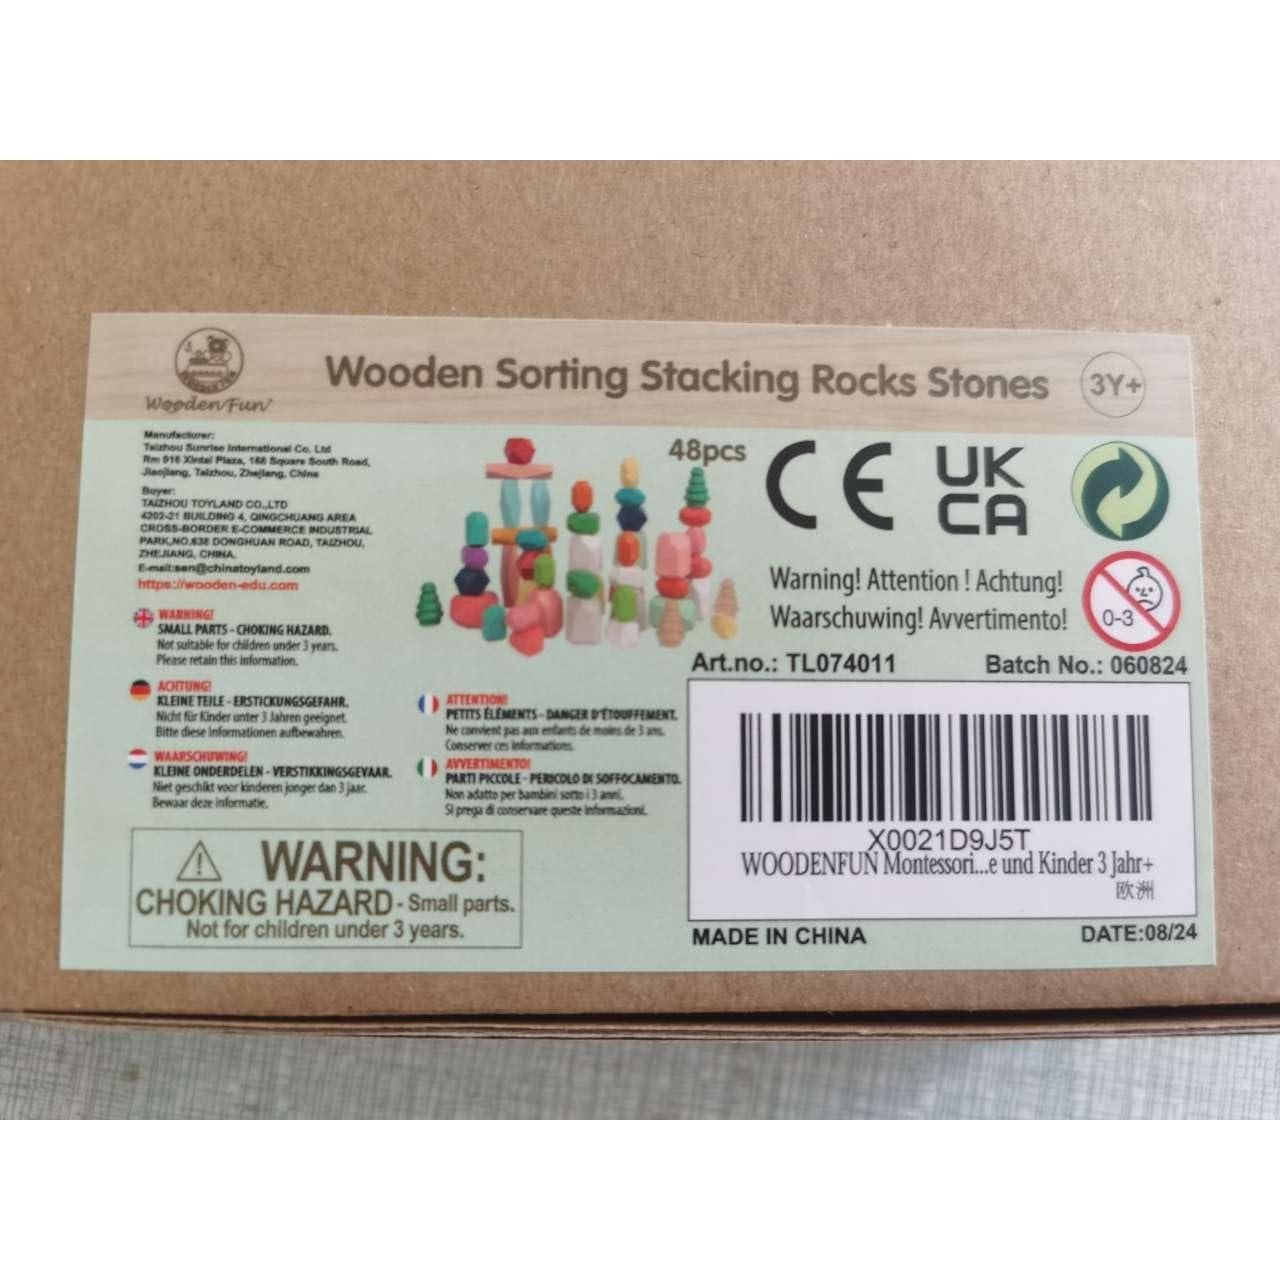 WoodenFun
Wooden Sorting Stacking Rocks Stones
3Y+
Manufacturer:
Taizhou Sunrise International Co. Ltd
Rm 916 Xintai Plaza, 168 Square South Road,
Jiaojiang, Taizhou, Zhejiang, China
Buyer:
TAIZHOU TOYLAND CO.,LTD
4202-21 BUILDING 4, QINGCHUANG AREA
CROSS-BORDER E-COMMERCE INDUSTRIAL
PARK,NO.638 DONGHUAN ROAD, TAIZHOU,
ZHEJIANG, CHINA.
E-mail:sen@chinatoyland.com
https://wooden-edu.com
48pcs
CE
UK
CA
Warning! Attention ! Achtung!
Waarschuwing! Avvertimento!
0-3
WARNING!
SMALL PARTS - CHOKING HAZARD.
Not suitable for children under 3 years.
Please retain this information.
ACHTUNG!
KLEINE TEILE - ERSTICKUNGSGEFAHR.
Nicht für Kinder unter 3 Jahren geeignet.
Bitte diese Informationen aufbewahren.
WAARSCHUWING!
KLEINE ONDERDELEN - VERSTIKKINGSGEVAAR.
Niet geschikt voor kinderen jonger dan 3 jaar.
Bewaar deze informatie.
ATTENTION!
PETITS ÉLÉMENTS - DANGER D'ÉTOUFFEMENT.
Ne convient pas aux enfants de moins de 3 ans.
Conserver ces informations.
AVVERTIMENTO!
PARTI PICCOLE - PERICOLO DI SOFFOCAMENTO.
Non adatto per bambini sotto i 3 anni.
Si prega di conservare queste informazioni.
WARNING:
CHOKING HAZARD - Small parts.
Not for children under 3 years.
Art.no.: TL074011
Batch No.: 060824
X0021D9J5T
WOODENFUN Montessori...e und Kinder 3 Jahr+
欧洲
MADE IN CHINA
DATE:08/24